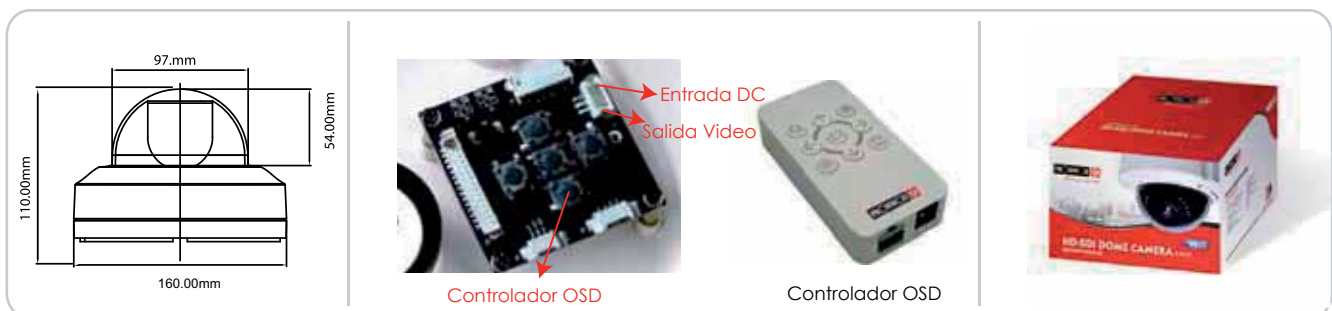 97.mm
54.00mm
110.00mm
160.00mm
Entrada DC
Salida Video
Controlador OSD
Controlador OSD
HD-SDI DOME CAMERA